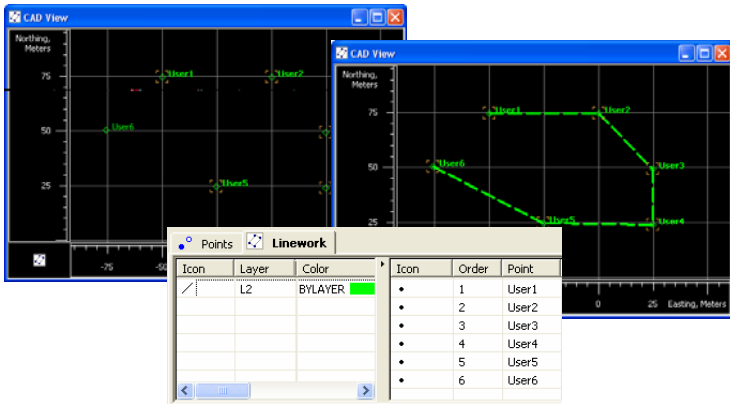 CAD View
Northing,
Meters
75
User1
User2
User6
50
User5
25
-75
-50
CAD View
Northing,
Meters
75
User1
User2
User6
50
User3
User5
User4
25
0
25
Easting, Meters
Points
Linework
Icon Layer Color
L2 BYLAYER
Icon Order Point
1 User1
2 User2
3 User3
4 User4
5 User5
6 User6